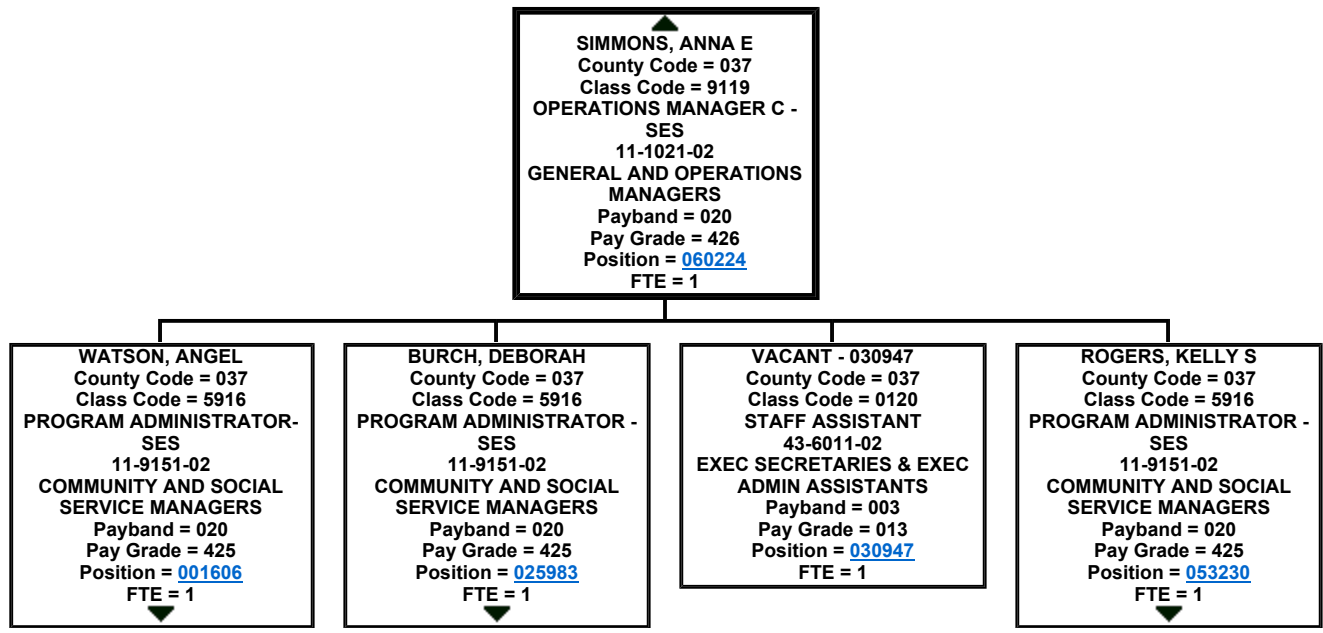 SIMMONS, ANNA E
County Code = 037
Class Code = 9119
OPERATIONS MANAGER C -
SES
11-1021-02
GENERAL AND OPERATIONS
MANAGERS
Payband = 020
Pay Grade = 426
Position = 060224
FTE = 1
WATSON, ANGEL
County Code = 037
Class Code = 5916
PROGRAM ADMINISTRATOR-
SES
11-9151-02
COMMUNITY AND SOCIAL
SERVICE MANAGERS
Payband = 020
Pay Grade = 425
Position = 001606
FTE = 1
BURCH, DEBORAH
County Code = 037
Class Code = 5916
PROGRAM ADMINISTRATOR -
SES
11-9151-02
COMMUNITY AND SOCIAL
SERVICE MANAGERS
Payband = 020
Pay Grade = 425
Position = 025983
FTE = 1
VACANT - 030947
County Code = 037
Class Code = 0120
STAFF ASSISTANT
43-6011-02
EXEC SECRETARIES & EXEC
ADMIN ASSISTANTS
Payband = 003
Pay Grade = 013
Position = 030947
FTE = 1
ROGERS, KELLY S
County Code = 037
Class Code = 5916
PROGRAM ADMINISTRATOR -
SES
11-9151-02
COMMUNITY AND SOCIAL
SERVICE MANAGERS
Payband = 020
Pay Grade = 425
Position = 053230
FTE = 1